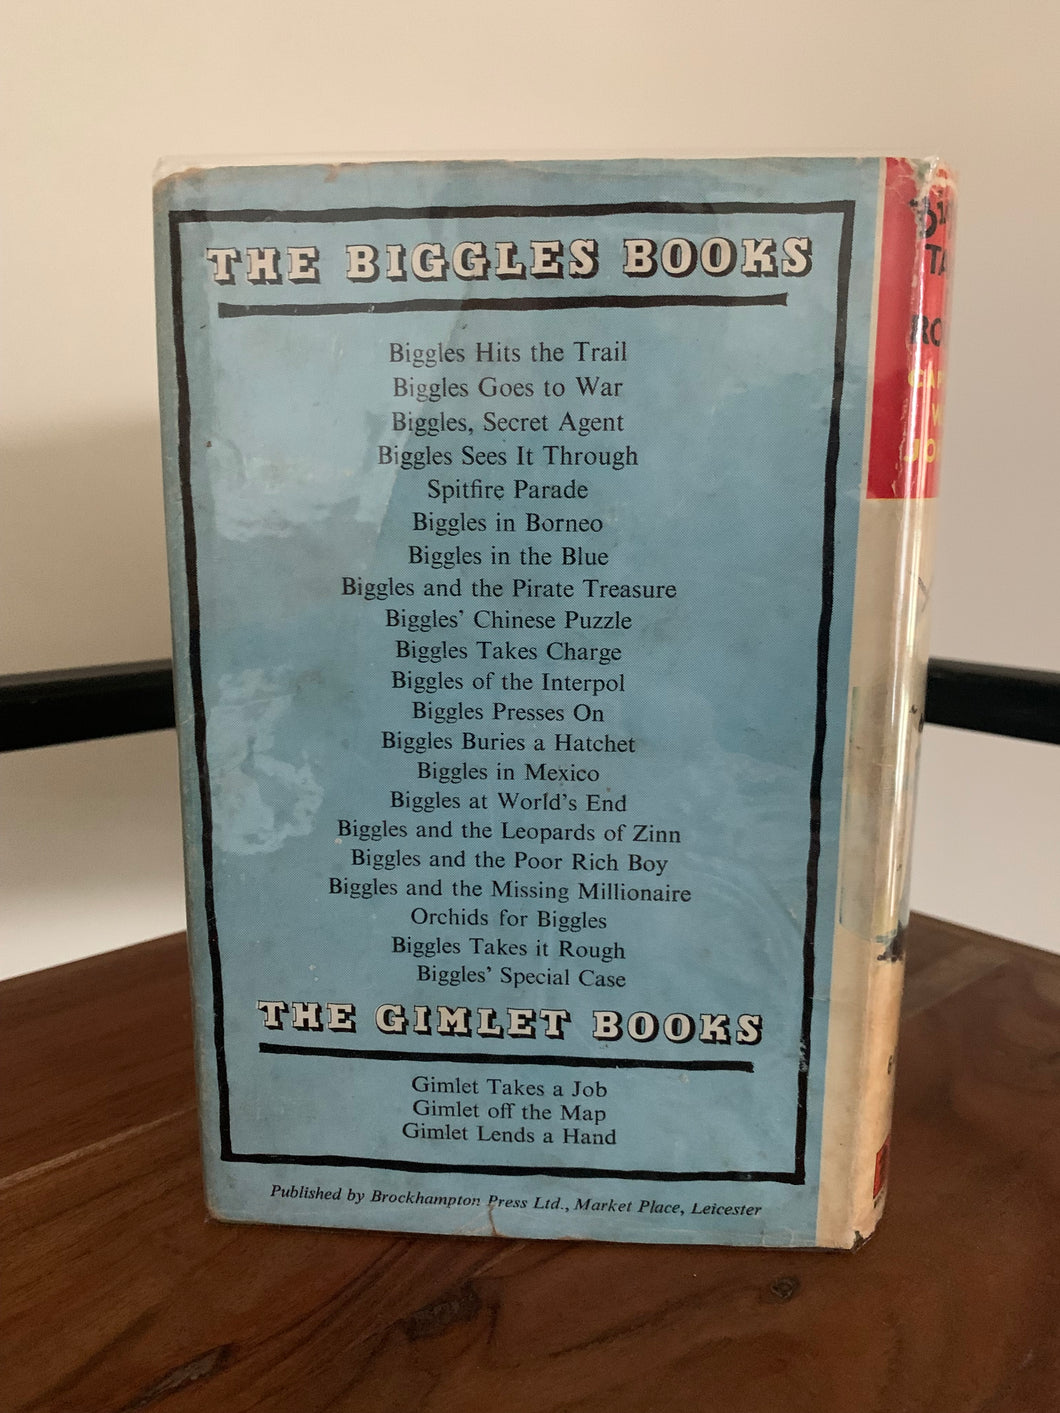 THE BIGGLES BOOKS
Biggles Hits the Trail
Biggles Goes to War
Biggles, Secret Agent
Biggles Sees It Through
Spitfire Parade
Biggles in Borneo
Biggles in the Blue
Biggles and the Pirate Treasure
Biggles' Chinese Puzzle
Biggles Takes Charge
Biggles of the Interpol
Biggles Presses On
Biggles Buries a Hatchet
Biggles in Mexico
Biggles at World's End
Biggles and the Leopards of Zinn
Biggles and the Poor Rich Boy
Biggles and the Missing Millionaire
Orchids for Biggles
Biggles Takes it Rough
Biggles' Special Case
THE GIMLET BOOKS
Gimlet Takes a Job
Gimlet off the Map
Gimlet Lends a Hand
Published by Brockhampton Press Ltd., Market Place, Leicester